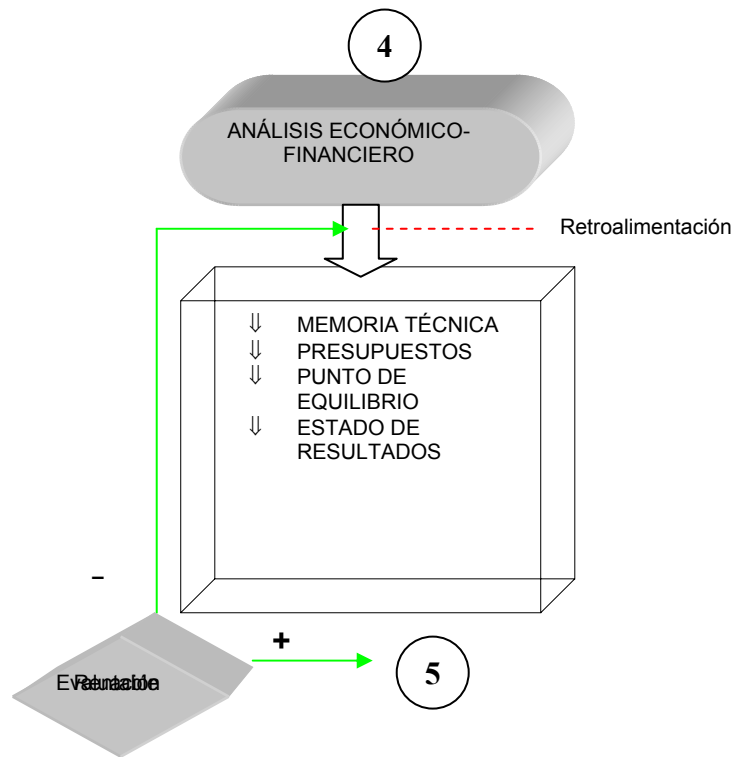 4
ANÁLISIS ECONÓMICO-
FINANCIERO
Retroalimentación
⇓ MEMORIA TÉCNICA
⇓ PRESUPUESTOS
⇓ PUNTO DE
EQUILIBRIO
⇓ ESTADO DE
RESULTADOS
–
+
5